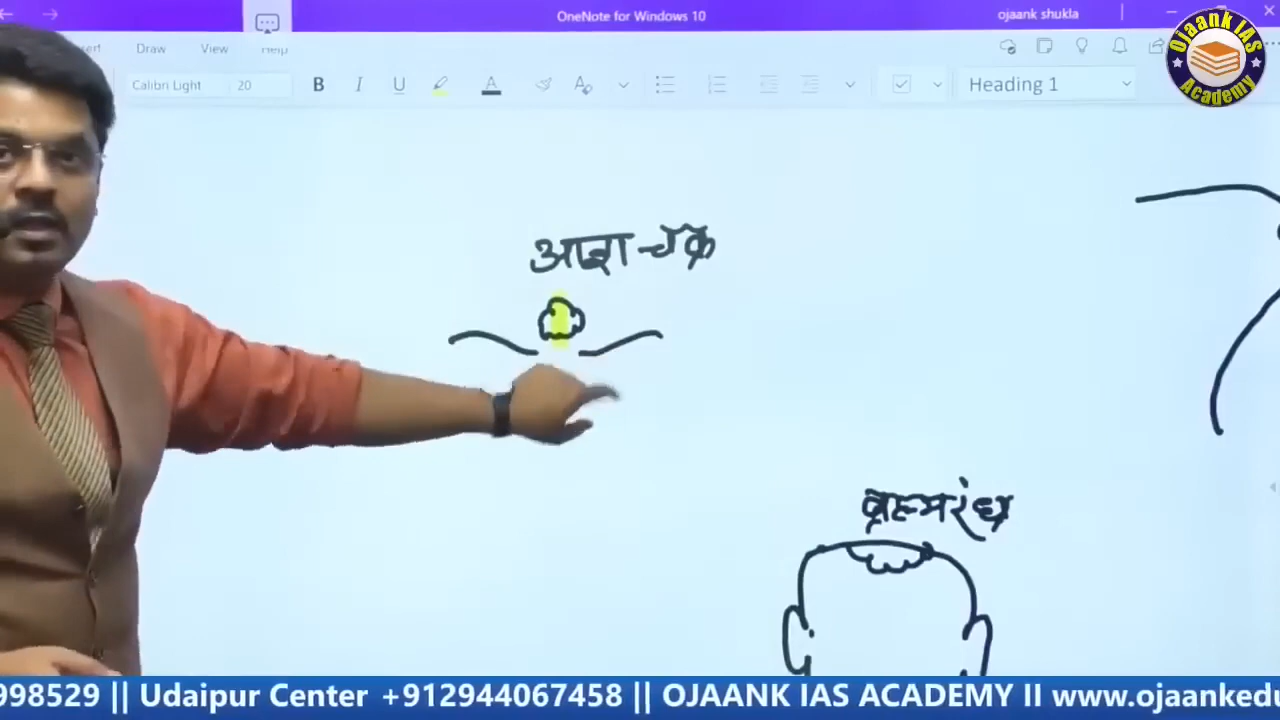 OneNote for Windows 10
ojaank shukla
Draw View Help
Calibri Light 20 B I U A Heading 1
Ojaank IAS Academy
आज्ञा-चक्र
ब्रह्मरंध्र
998529 || Udaipur Center +912944067458 || OJAANK IAS ACADEMY II www.ojaankedu